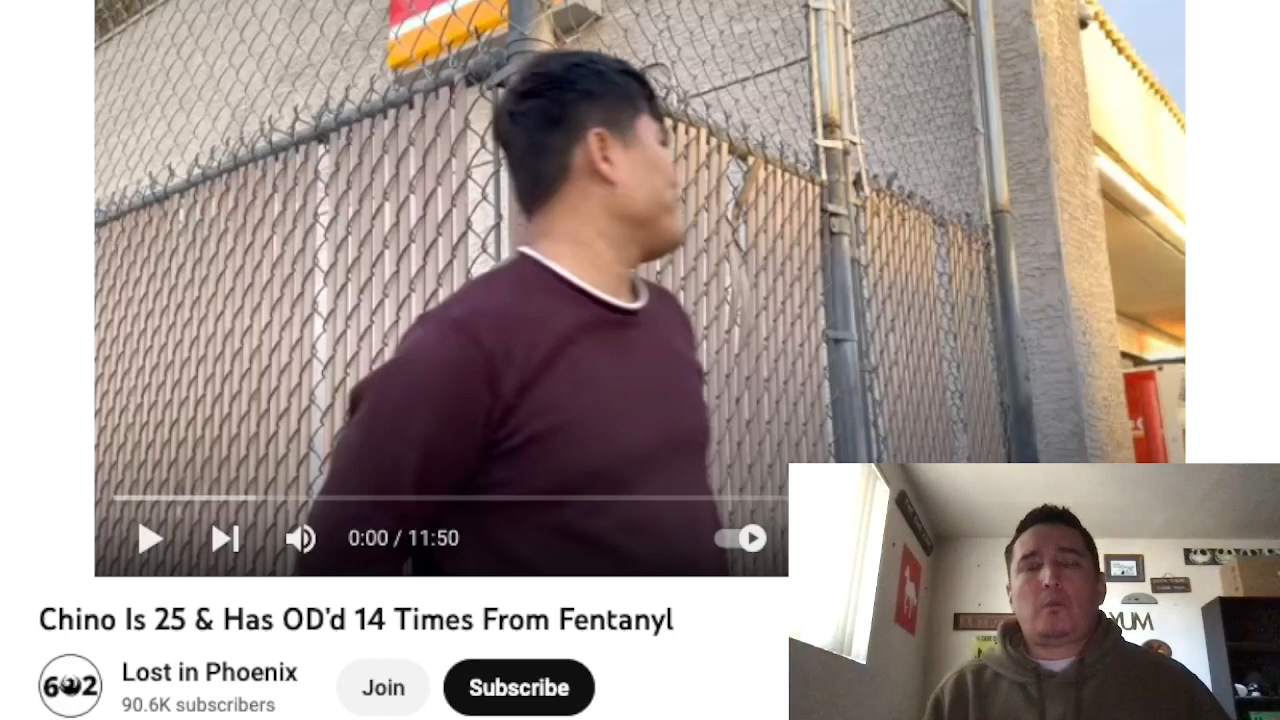 0:00 / 11:50
Chino Is 25 & Has OD'd 14 Times From Fentanyl
602
Lost in Phoenix
90.6K subscribers
Join
Subscribe